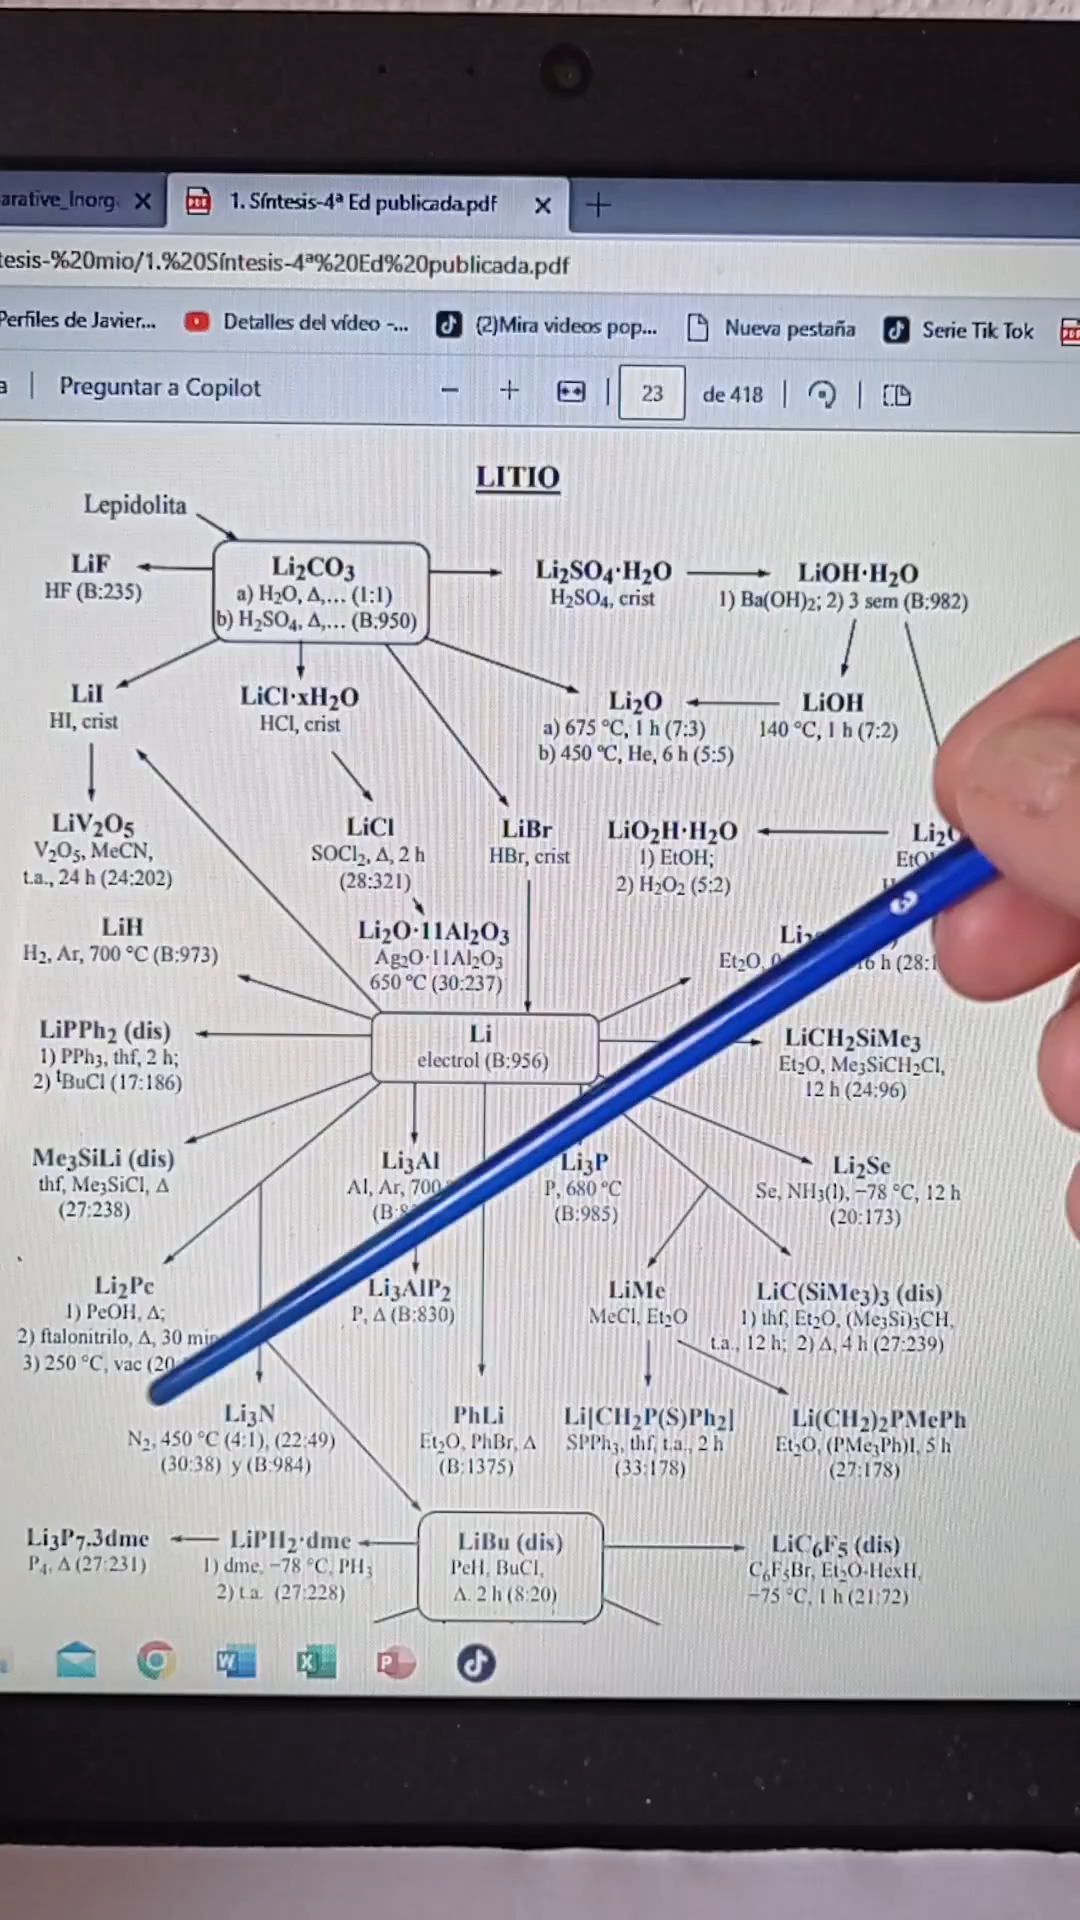 1. Síntesis-4ª Ed publicada.pdf
tesis-%20mio/1.%20Síntesis-4ª%20Ed%20publicada.pdf
Perfiles de Javier... Detalles del vídeo -... (2)Mira videos pop... Nueva pestaña Serie Tik Tok
Preguntar a Copilot 23 de 418
LITIO
Lepidolita
LiF
HF (B:235)
Li₂CO₃
a) H₂O, Δ,... (1:1)
b) H₂SO₄, Δ,... (B:950)
Li₂SO₄·H₂O
H₂SO₄, crist
LiOH·H₂O
1) Ba(OH)₂; 2) 3 sem (B:982)
LiI
HI, crist
LiCl·xH₂O
HCl, crist
Li₂O
a) 675 °C, 1 h (7:3)
b) 450 °C, He, 6 h (5:5)
LiOH
140 °C, 1 h (7:2)
LiV₂O₅
V₂O₅, MeCN,
t.a., 24 h (24:202)
LiCl
SOCl₂, Δ, 2 h
(28:321)
LiBr
HBr, crist
LiO₂H·H₂O
1) EtOH;
2) H₂O₂ (5:2)
LiH
H₂, Ar, 700 °C (B:973)
Li₂O·11Al₂O₃
Ag₂O·11Al₂O₃
650 °C (30:237)
Et₂O,
LiPPh₂ (dis)
1) PPh₃, thf, 2 h;
2) ᵗBuCl (17:186)
Li
electrol (B:956)
LiCH₂SiMe₃
Et₂O, Me₃SiCH₂Cl,
12 h (24:96)
Me₃SiLi (dis)
thf, Me₃SiCl, Δ
(27:238)
Li₃Al
Al, Ar, 700
Li₃P
P, 680 °C
(B:985)
Li₂Se
Se, NH₃(l), −78 °C, 12 h
(20:173)
Li₂Pc
1) PeOH, Δ;
2) ftalonitrilo, Δ, 30 min
3) 250 °C, vac
Li₃AlP₂
P, Δ (B:830)
LiMe
MeCl, Et₂O
LiC(SiMe₃)₃ (dis)
1) thf, Et₂O, (Me₃Si)₃CH,
t.a., 12 h; 2) Δ, 4 h (27:239)
Li₃N
N₂, 450 °C (4:1), (22:49)
(30:38) y (B:984)
PhLi
Et₂O, PhBr, Δ
(B:1375)
Li[CH₂P(S)Ph₂]
SPPh₃, thf, t.a., 2 h
(33:178)
Li(CH₂)₂PMePh
Et₂O, (PMe₃Ph)I, 5 h
(27:178)
Li₃P₇.3dme
P₄, Δ (27:231)
LiPH₂·dme
1) dme, −78 °C, PH₃
2) t.a. (27:228)
LiBu (dis)
PeH, BuCl,
Δ. 2 h (8:20)
LiC₆F₅ (dis)
C₆F₅Br, Et₂O-HexH,
−75 °C, 1 h (21:72)